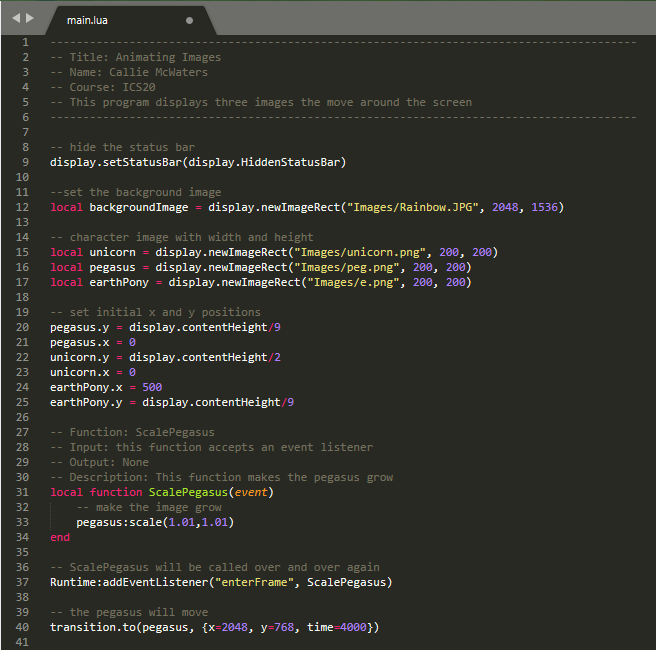 main.lua
1 -----------------------------------------------------------------------------------------
2 -- Title: Animating Images
3 -- Name: Callie McWaters
4 -- Course: ICS20
5 -- This program displays three images the move around the screen
6 -----------------------------------------------------------------------------------------
7
8 -- hide the status bar
9 display.setStatusBar(display.HiddenStatusBar)
10
11 --set the background image
12 local backgroundImage = display.newImageRect("Images/Rainbow.JPG", 2048, 1536)
13
14 -- character image with width and height
15 local unicorn = display.newImageRect("Images/unicorn.png", 200, 200)
16 local pegasus = display.newImageRect("Images/peg.png", 200, 200)
17 local earthPony = display.newImageRect("Images/e.png", 200, 200)
18
19 -- set initial x and y positions
20 pegasus.y = display.contentHeight/9
21 pegasus.x = 0
22 unicorn.y = display.contentHeight/2
23 unicorn.x = 0
24 earthPony.x = 500
25 earthPony.y = display.contentHeight/9
26
27 -- Function: ScalePegasus
28 -- Input: this function accepts an event listener
29 -- Output: None
30 -- Description: This function makes the pegasus grow
31 local function ScalePegasus(event)
32     -- make the image grow
33     pegasus:scale(1.01,1.01)
34 end
35
36 -- ScalePegasus will be called over and over again
37 Runtime:addEventListener("enterFrame", ScalePegasus)
38
39 -- the pegasus will move
40 transition.to(pegasus, {x=2048, y=768, time=4000})
41